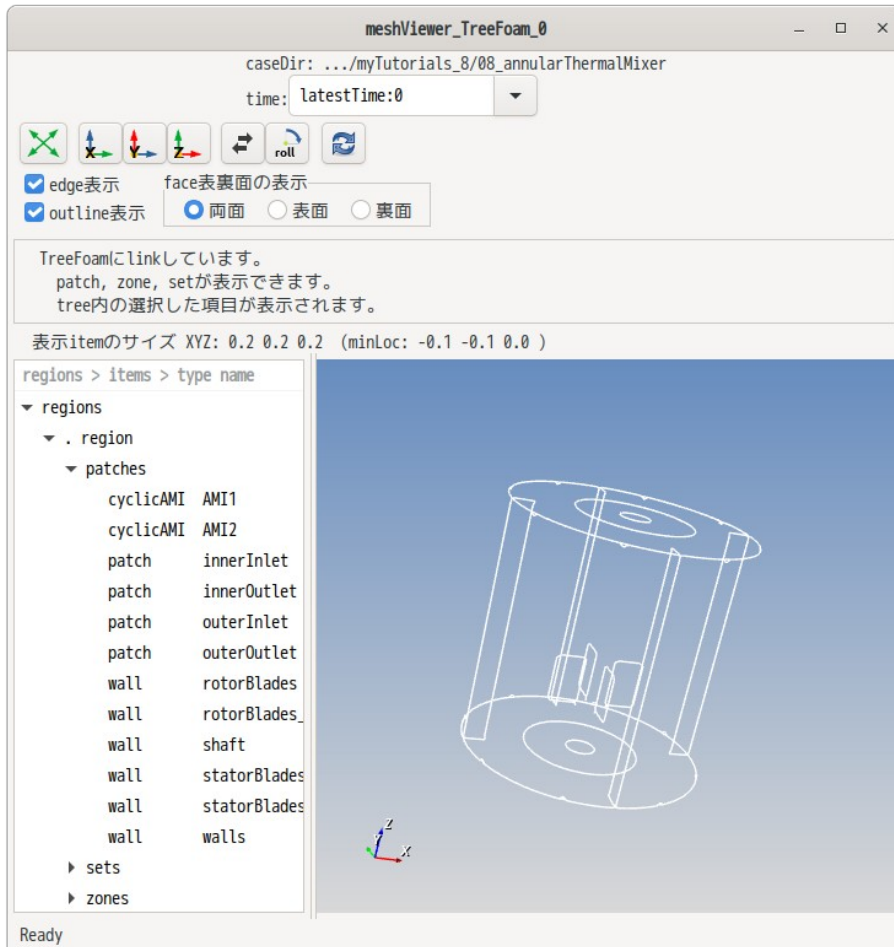 meshViewer_TreeFoam_0
caseDir: .../myTutorials_8/08_annularThermalMixer
time: latestTime:0
X Y Z roll
edge表示 face表裏面の表示
outline表示 両面 表面 裏面
TreeFoamにlinkしています。
patch, zone, setが表示できます。
tree内の選択した項目が表示されます。
表示itemのサイズ XYZ: 0.2 0.2 0.2 (minLoc: -0.1 -0.1 0.0 )
regions > items > type name
regions
. region
patches
cyclicAMI AMI1
cyclicAMI AMI2
patch innerInlet
patch innerOutlet
patch outerInlet
patch outerOutlet
wall rotorBlades
wall rotorBlades_
wall shaft
wall statorBlades
wall statorBlades
wall walls
sets
zones
Z
Y
X
Ready